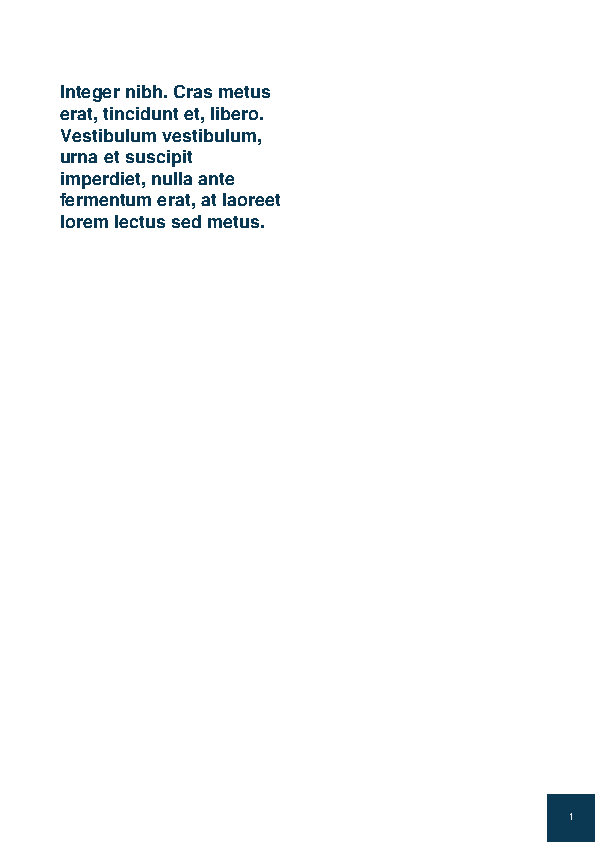 Integer nibh. Cras metus
erat, tincidunt et, libero.
Vestibulum vestibulum,
urna et suscipit
imperdiet, nulla ante
fermentum erat, at laoreet
lorem lectus sed metus.
1